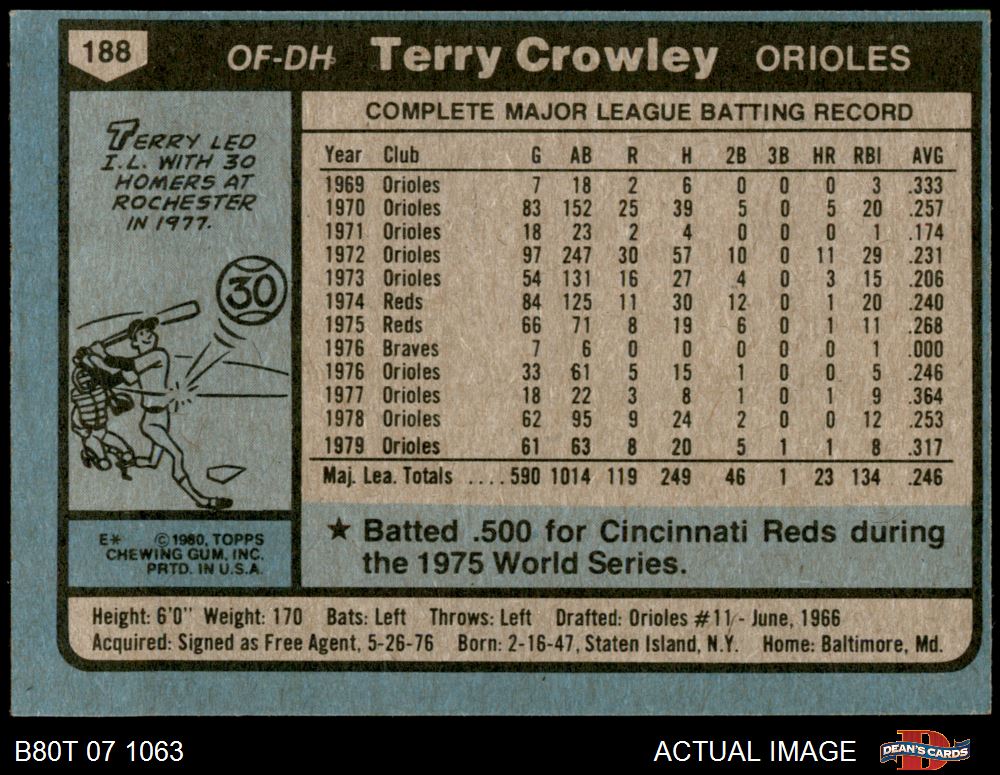 188 OF-DH Terry Crowley ORIOLES
TERRY LED
I.L. WITH 30
HOMERS AT
ROCHESTER
IN 1977.
30
E* © 1980, TOPPS
CHEWING GUM, INC.
PRTD. IN U.S.A.
COMPLETE MAJOR LEAGUE BATTING RECORD
Year Club G AB R H 2B 3B HR RBI AVG
1969 Orioles 7 18 2 6 0 0 0 3 .333
1970 Orioles 83 152 25 39 5 0 5 20 .257
1971 Orioles 18 23 2 4 0 0 0 1 .174
1972 Orioles 97 247 30 57 10 0 11 29 .231
1973 Orioles 54 131 16 27 4 0 3 15 .206
1974 Reds 84 125 11 30 12 0 1 20 .240
1975 Reds 66 71 8 19 6 0 1 11 .268
1976 Braves 7 6 0 0 0 0 0 1 .000
1976 Orioles 33 61 5 15 1 0 0 5 .246
1977 Orioles 18 22 3 8 1 0 1 9 .364
1978 Orioles 62 95 9 24 2 0 0 12 .253
1979 Orioles 61 63 8 20 5 1 1 8 .317
Maj. Lea. Totals .... 590 1014 119 249 46 1 23 134 .246
★ Batted .500 for Cincinnati Reds during
the 1975 World Series.
Height: 6'0" Weight: 170 Bats: Left Throws: Left Drafted: Orioles #11 - June, 1966
Acquired: Signed as Free Agent, 5-26-76 Born: 2-16-47, Staten Island, N.Y. Home: Baltimore, Md.
B80T 07 1063 ACTUAL IMAGE DEAN'S CARDS